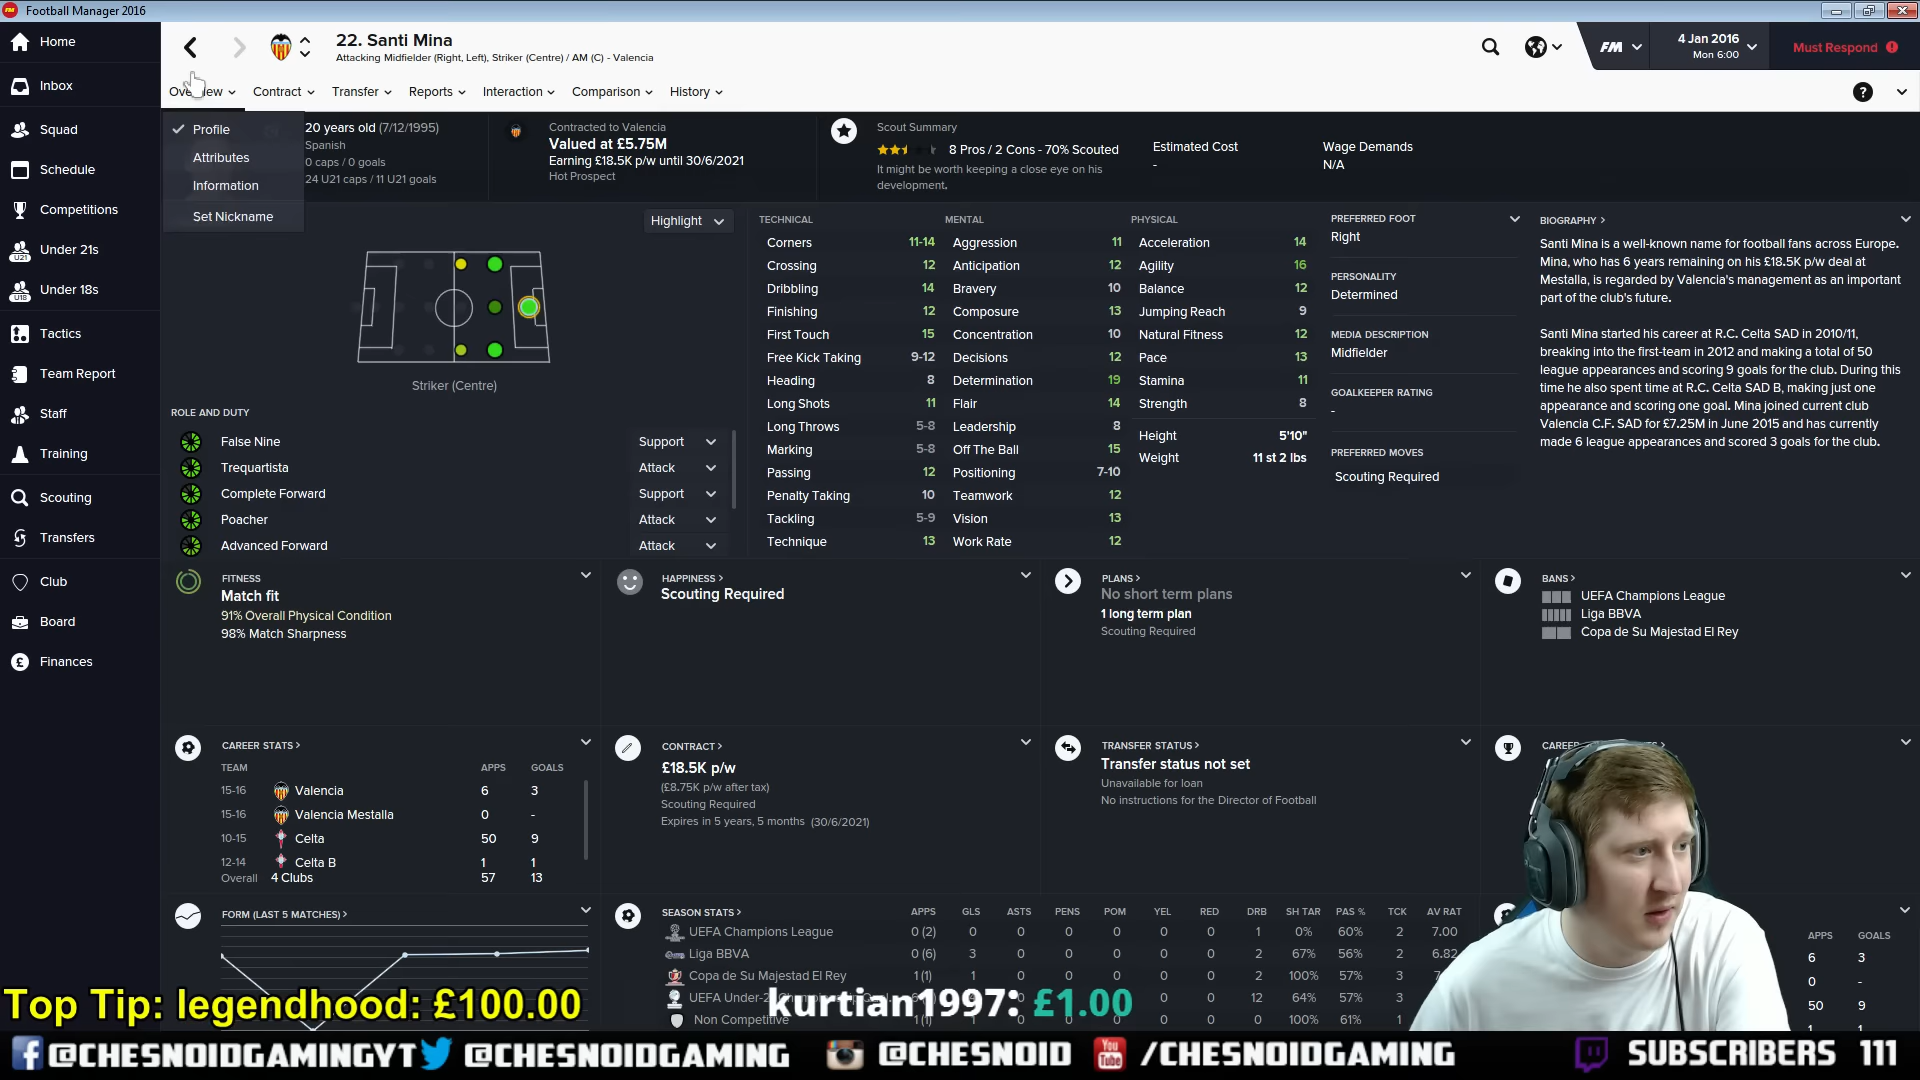 Football Manager 2016
Home
Inbox
Squad
Schedule
Competitions
Under 21s
Under 18s
Tactics
Team Report
Staff
Training
Scouting
Transfers
Club
Board
Finances
22. Santi Mina
Attacking Midfielder (Right, Left), Striker (Centre) / AM (C) - Valencia
FM
4 Jan 2016
Mon 6:00
Must Respond
Overview
Contract
Transfer
Reports
Interaction
Comparison
History
Profile
Attributes
Information
Set Nickname
20 years old (7/12/1995)
Spanish
0 caps / 0 goals
24 U21 caps / 11 U21 goals
Contracted to Valencia
Valued at £5.75M
Earning £18.5K p/w until 30/6/2021
Hot Prospect
Scout Summary
8 Pros / 2 Cons - 70% Scouted
It might be worth keeping a close eye on his
development.
Estimated Cost
-
Wage Demands
N/A
Highlight
Striker (Centre)
ROLE AND DUTY
False Nine Support
Trequartista Attack
Complete Forward Support
Poacher Attack
Advanced Forward Attack
TECHNICAL
Corners 11-14
Crossing 12
Dribbling 14
Finishing 12
First Touch 15
Free Kick Taking 9-12
Heading 8
Long Shots 11
Long Throws 5-8
Marking 5-8
Passing 12
Penalty Taking 10
Tackling 5-9
Technique 13
MENTAL
Aggression 11
Anticipation 12
Bravery 10
Composure 13
Concentration 10
Decisions 12
Determination 19
Flair 14
Leadership 8
Off The Ball 15
Positioning 7-10
Teamwork 12
Vision 13
Work Rate 12
PHYSICAL
Acceleration 14
Agility 16
Balance 12
Jumping Reach 9
Natural Fitness 12
Pace 13
Stamina 11
Strength 8
Height 5'10"
Weight 11 st 2 lbs
PREFERRED FOOT
Right
PERSONALITY
Determined
MEDIA DESCRIPTION
Midfielder
GOALKEEPER RATING
-
PREFERRED MOVES
Scouting Required
BIOGRAPHY >
Santi Mina is a well-known name for football fans across Europe.
Mina, who has 6 years remaining on his £18.5K p/w deal at
Mestalla, is regarded by Valencia's management as an important
part of the club's future.
Santi Mina started his career at R.C. Celta SAD in 2010/11,
breaking into the first-team in 2012 and making a total of 50
league appearances and scoring 9 goals for the club. During this
time he also spent time at R.C. Celta SAD B, making just one
appearance and scoring one goal. Mina joined current club
Valencia C.F. SAD for £7.25M in June 2015 and has currently
made 6 league appearances and scored 3 goals for the club.
FITNESS
Match fit
91% Overall Physical Condition
98% Match Sharpness
HAPPINESS >
Scouting Required
PLANS >
No short term plans
1 long term plan
Scouting Required
BANS >
UEFA Champions League
Liga BBVA
Copa de Su Majestad El Rey
CAREER STATS >
TEAM APPS GOALS
15-16 Valencia 6 3
15-16 Valencia Mestalla 0 -
10-15 Celta 50 9
12-14 Celta B 1 1
Overall 4 Clubs 57 13
CONTRACT >
£18.5K p/w
(£8.75K p/w after tax)
Scouting Required
Expires in 5 years, 5 months (30/6/2021)
TRANSFER STATUS >
Transfer status not set
Unavailable for loan
No instructions for the Director of Football
FORM (LAST 5 MATCHES) >
SEASON STATS > APPS GLS ASTS PENS POM YEL RED DRB SH TAR PAS % TCK AV RAT
UEFA Champions League 0 (2) 0 0 0 0 0 0 1 0% 60% 2 7.00
Liga BBVA 0 (6) 3 0 0 0 0 0 2 67% 56% 2 6.82
Copa de Su Majestad El Rey 1 (1) 1 0 0 0 0 0 2 100% 57% 3
0 12 64% 57% 3
Non Competitive 1 (1) 0 0 100% 61% 1
APPS GOALS
6 3
0 -
50 9
1 1
Top Tip: legendhood: £100.00
kurtian1997: £1.00
@CHESNOIDGAMINGYT
@CHESNOIDGAMING
@CHESNOID
You Tube
/CHESNOIDGAMING
SUBSCRIBERS 111